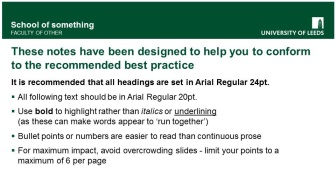 School of something
FACULTY OF OTHER
UNIVERSITY OF LEEDS
These notes have been designed to help you to conform
to the recommended best practice
It is recommended that all headings are set in Arial Regular 24pt.
• All following text should be in Arial Regular 20pt.
• Use bold to highlight rather than italics or underlining
(as these can make words appear to 'run together')
• Bullet points or numbers are easier to read than continuous prose
• For maximum impact, avoid overcrowding slides - limit your points to a
maximum of 6 per page